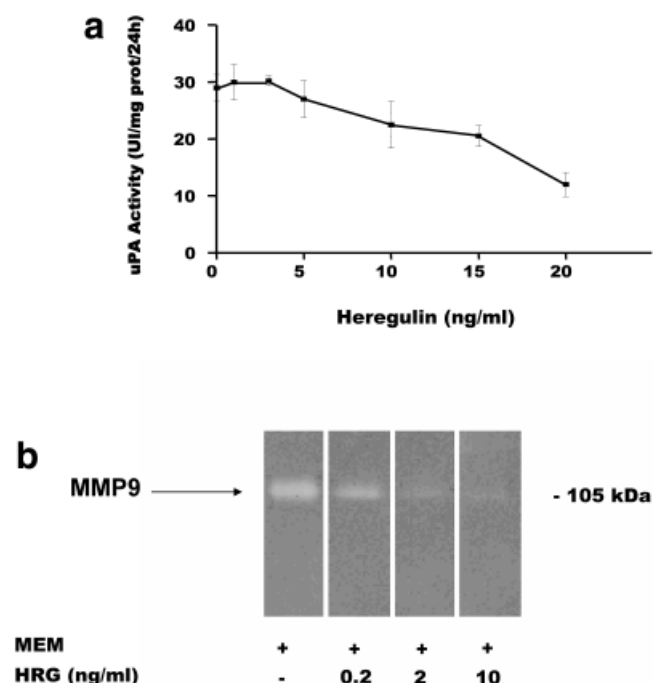 a
uPA Activity (UI/mg prot/24h)
40
30
20
10
0
0 5 10 15 20
Heregulin (ng/ml)
b
MMP9
- 105 kDa
MEM + + + +
HRG (ng/ml) - 0.2 2 10